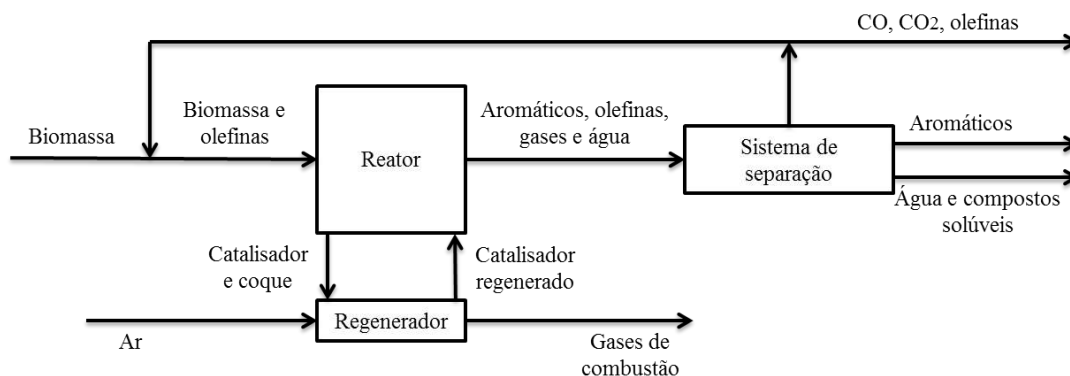 CO, CO2, olefinas
Biomassa
Biomassa e
olefinas
Reator
Aromáticos, olefinas,
gases e água
Sistema de
separação
Aromáticos
Água e compostos
solúveis
Catalisador
e coque
Catalisador
regenerado
Ar
Regenerador
Gases de
combustão